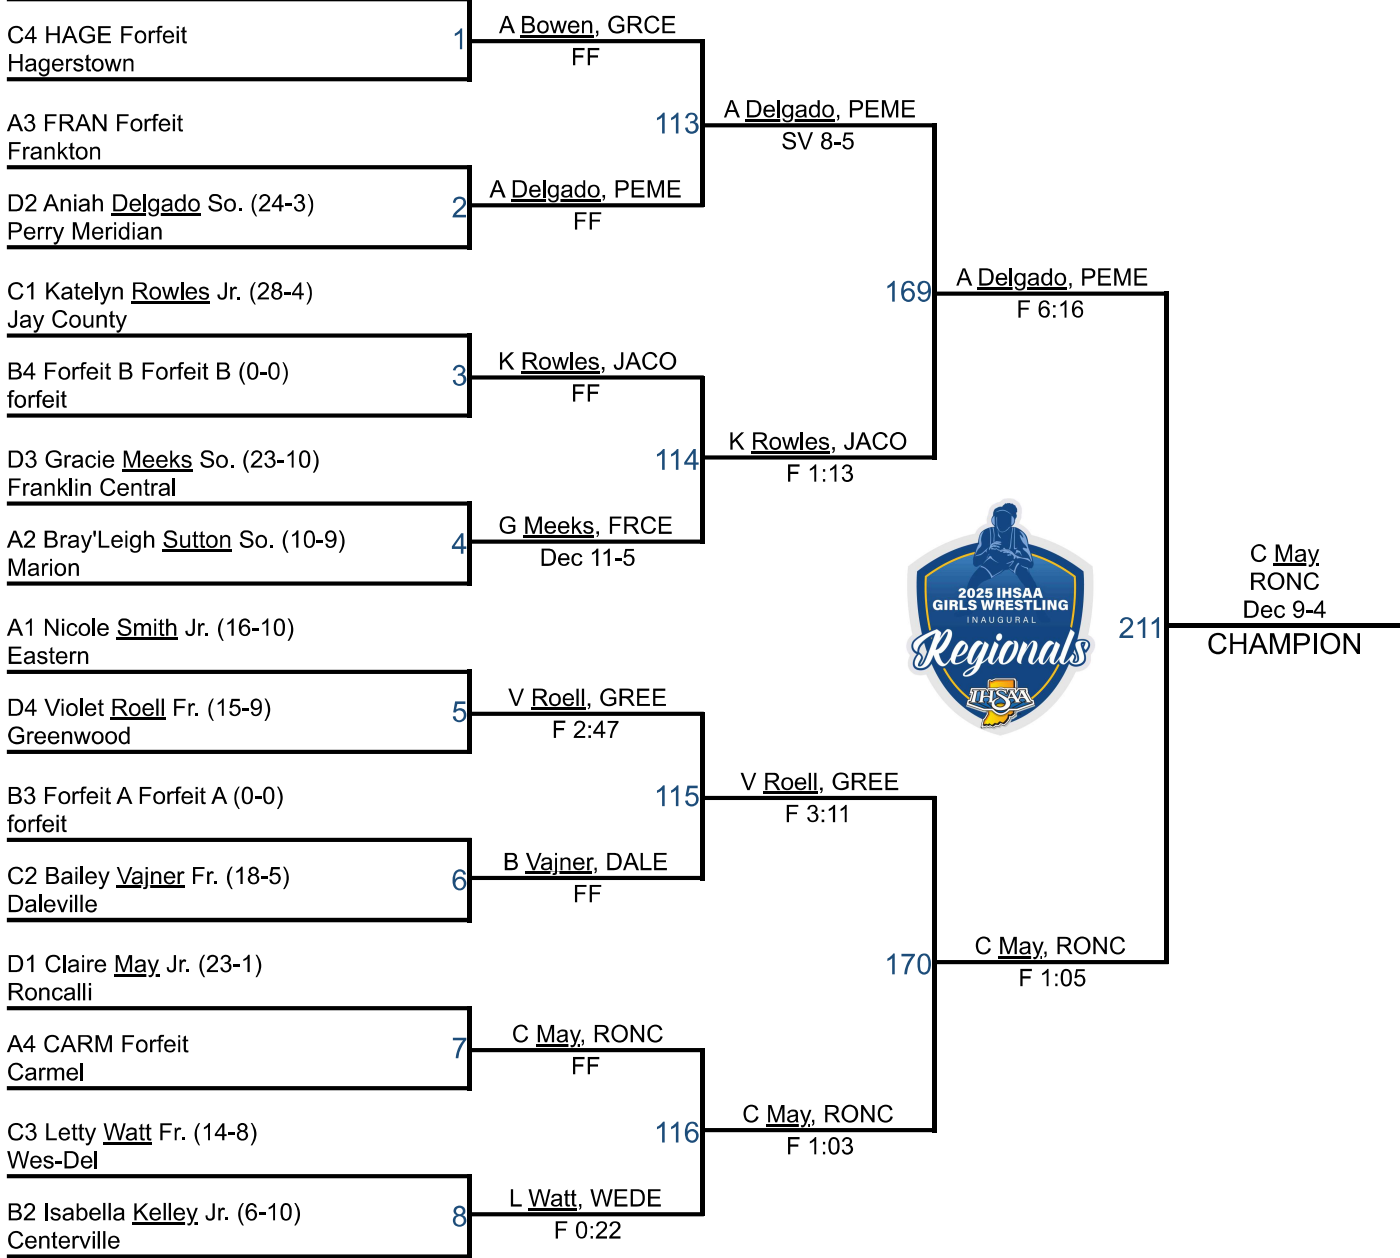 C4 HAGE Forfeit
Hagerstown
1
A Bowen, GRCE
FF
A3 FRAN Forfeit
Frankton
113
A Delgado, PEME
SV 8-5
D2 Aniah Delgado So. (24-3)
Perry Meridian
2
A Delgado, PEME
FF
C1 Katelyn Rowles Jr. (28-4)
Jay County
169
A Delgado, PEME
F 6:16
B4 Forfeit B Forfeit B (0-0)
forfeit
3
K Rowles, JACO
FF
D3 Gracie Meeks So. (23-10)
Franklin Central
114
K Rowles, JACO
F 1:13
A2 Bray'Leigh Sutton So. (10-9)
Marion
4
G Meeks, FRCE
Dec 11-5
2025 IHSAA
GIRLS WRESTLING
INAUGURAL
Regionals
IHSAA
211
C May
RONC
Dec 9-4
CHAMPION
A1 Nicole Smith Jr. (16-10)
Eastern
D4 Violet Roell Fr. (15-9)
Greenwood
5
V Roell, GREE
F 2:47
B3 Forfeit A Forfeit A (0-0)
forfeit
115
V Roell, GREE
F 3:11
C2 Bailey Vajner Fr. (18-5)
Daleville
6
B Vajner, DALE
FF
D1 Claire May Jr. (23-1)
Roncalli
170
C May, RONC
F 1:05
A4 CARM Forfeit
Carmel
7
C May, RONC
FF
C3 Letty Watt Fr. (14-8)
Wes-Del
116
C May, RONC
F 1:03
B2 Isabella Kelley Jr. (6-10)
Centerville
8
L Watt, WEDE
F 0:22